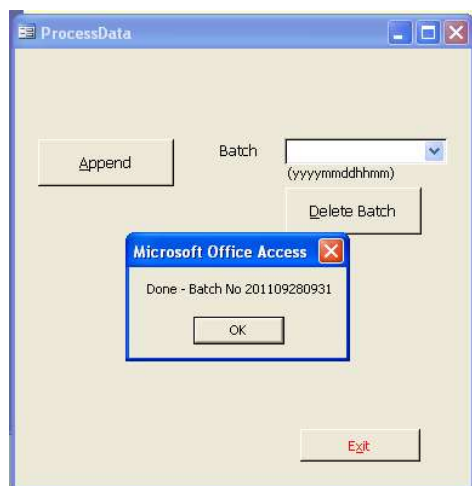 ProcessData
Append
Batch
(yyyymmddhhmm)
Delete Batch
Microsoft Office Access
Done - Batch No 201109280931
OK
Exit